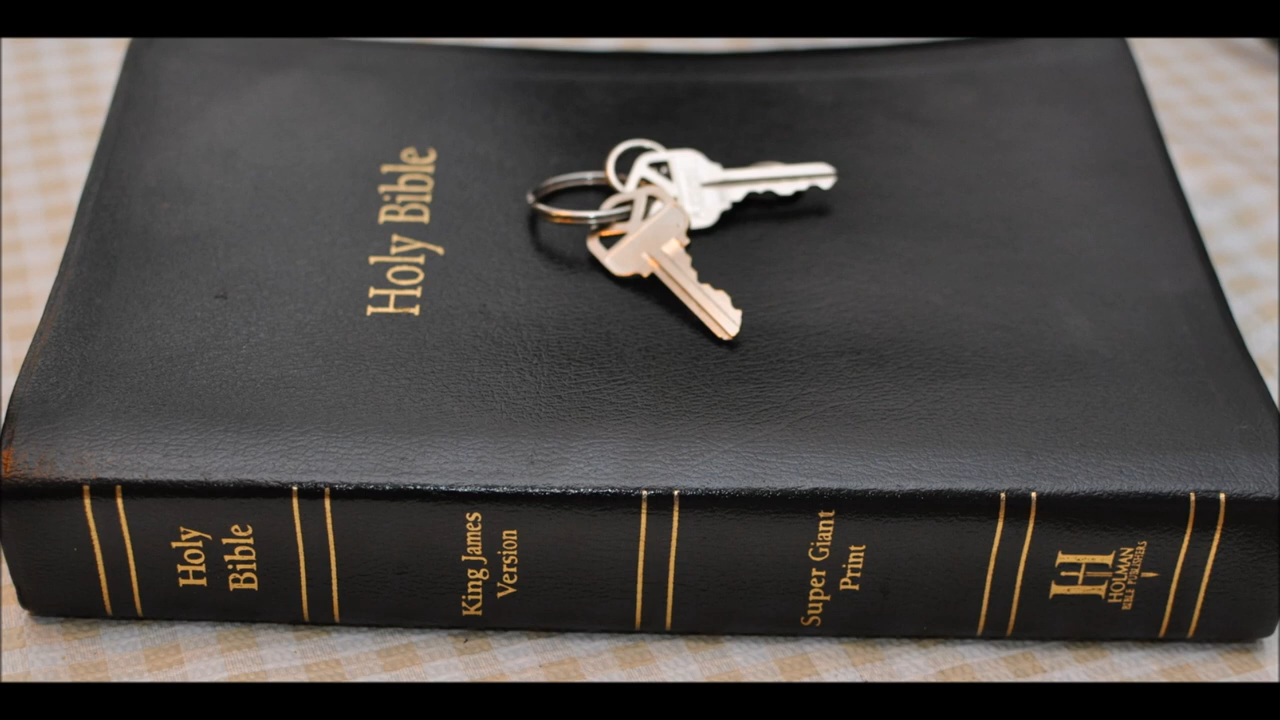 Holy Bible
Holy
Bible
King James
Version
Super Giant
Print
HOLMAN
BIBLE PUBLISHERS